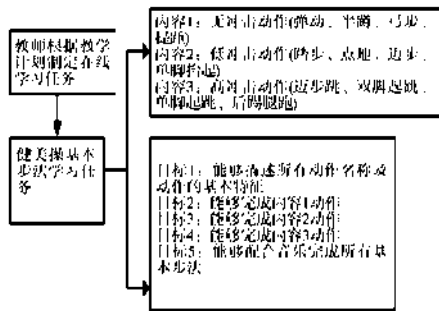 教师根据教学
计划制定在线
学习任务
健美操基本
步法学习任
务
内容1：无冲击动作(弹动、半蹲、弓步、
提踵)
内容2：低冲击动作(踏步、点地、迈步、
单脚抬起)
内容3：高冲击动作(迈步跳、双脚起跳、
单脚起跳、后踢腿跑)
目标1：能够描述所有动作名称及
动作的基本特征
目标2：能够完成内容1动作
目标3：能够完成内容2动作
目标4：能够完成内容3动作
目标5：能够配合音乐完成所有基
本步法